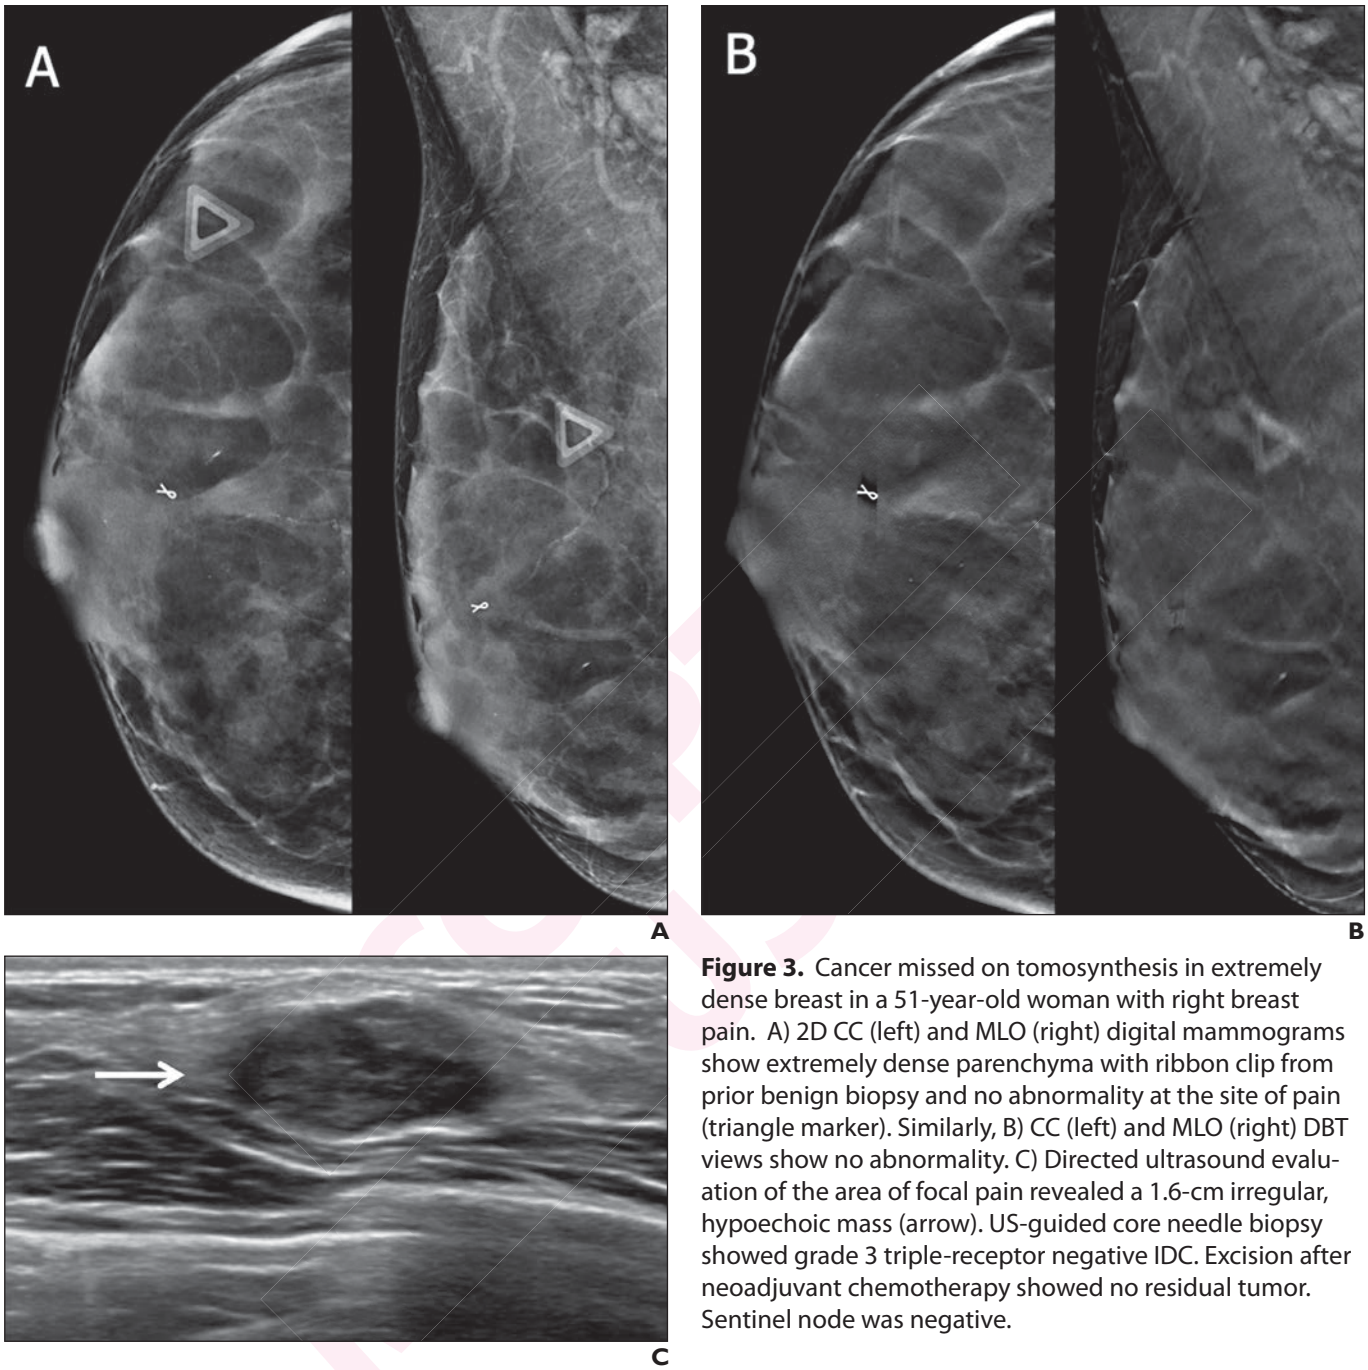 A
B
A
B
C
Figure 3. Cancer missed on tomosynthesis in extremely
dense breast in a 51-year-old woman with right breast
pain. A) 2D CC (left) and MLO (right) digital mammograms
show extremely dense parenchyma with ribbon clip from
prior benign biopsy and no abnormality at the site of pain
(triangle marker). Similarly, B) CC (left) and MLO (right) DBT
views show no abnormality. C) Directed ultrasound evalu-
ation of the area of focal pain revealed a 1.6-cm irregular,
hypoechoic mass (arrow). US-guided core needle biopsy
showed grade 3 triple-receptor negative IDC. Excision after
neoadjuvant chemotherapy showed no residual tumor.
Sentinel node was negative.